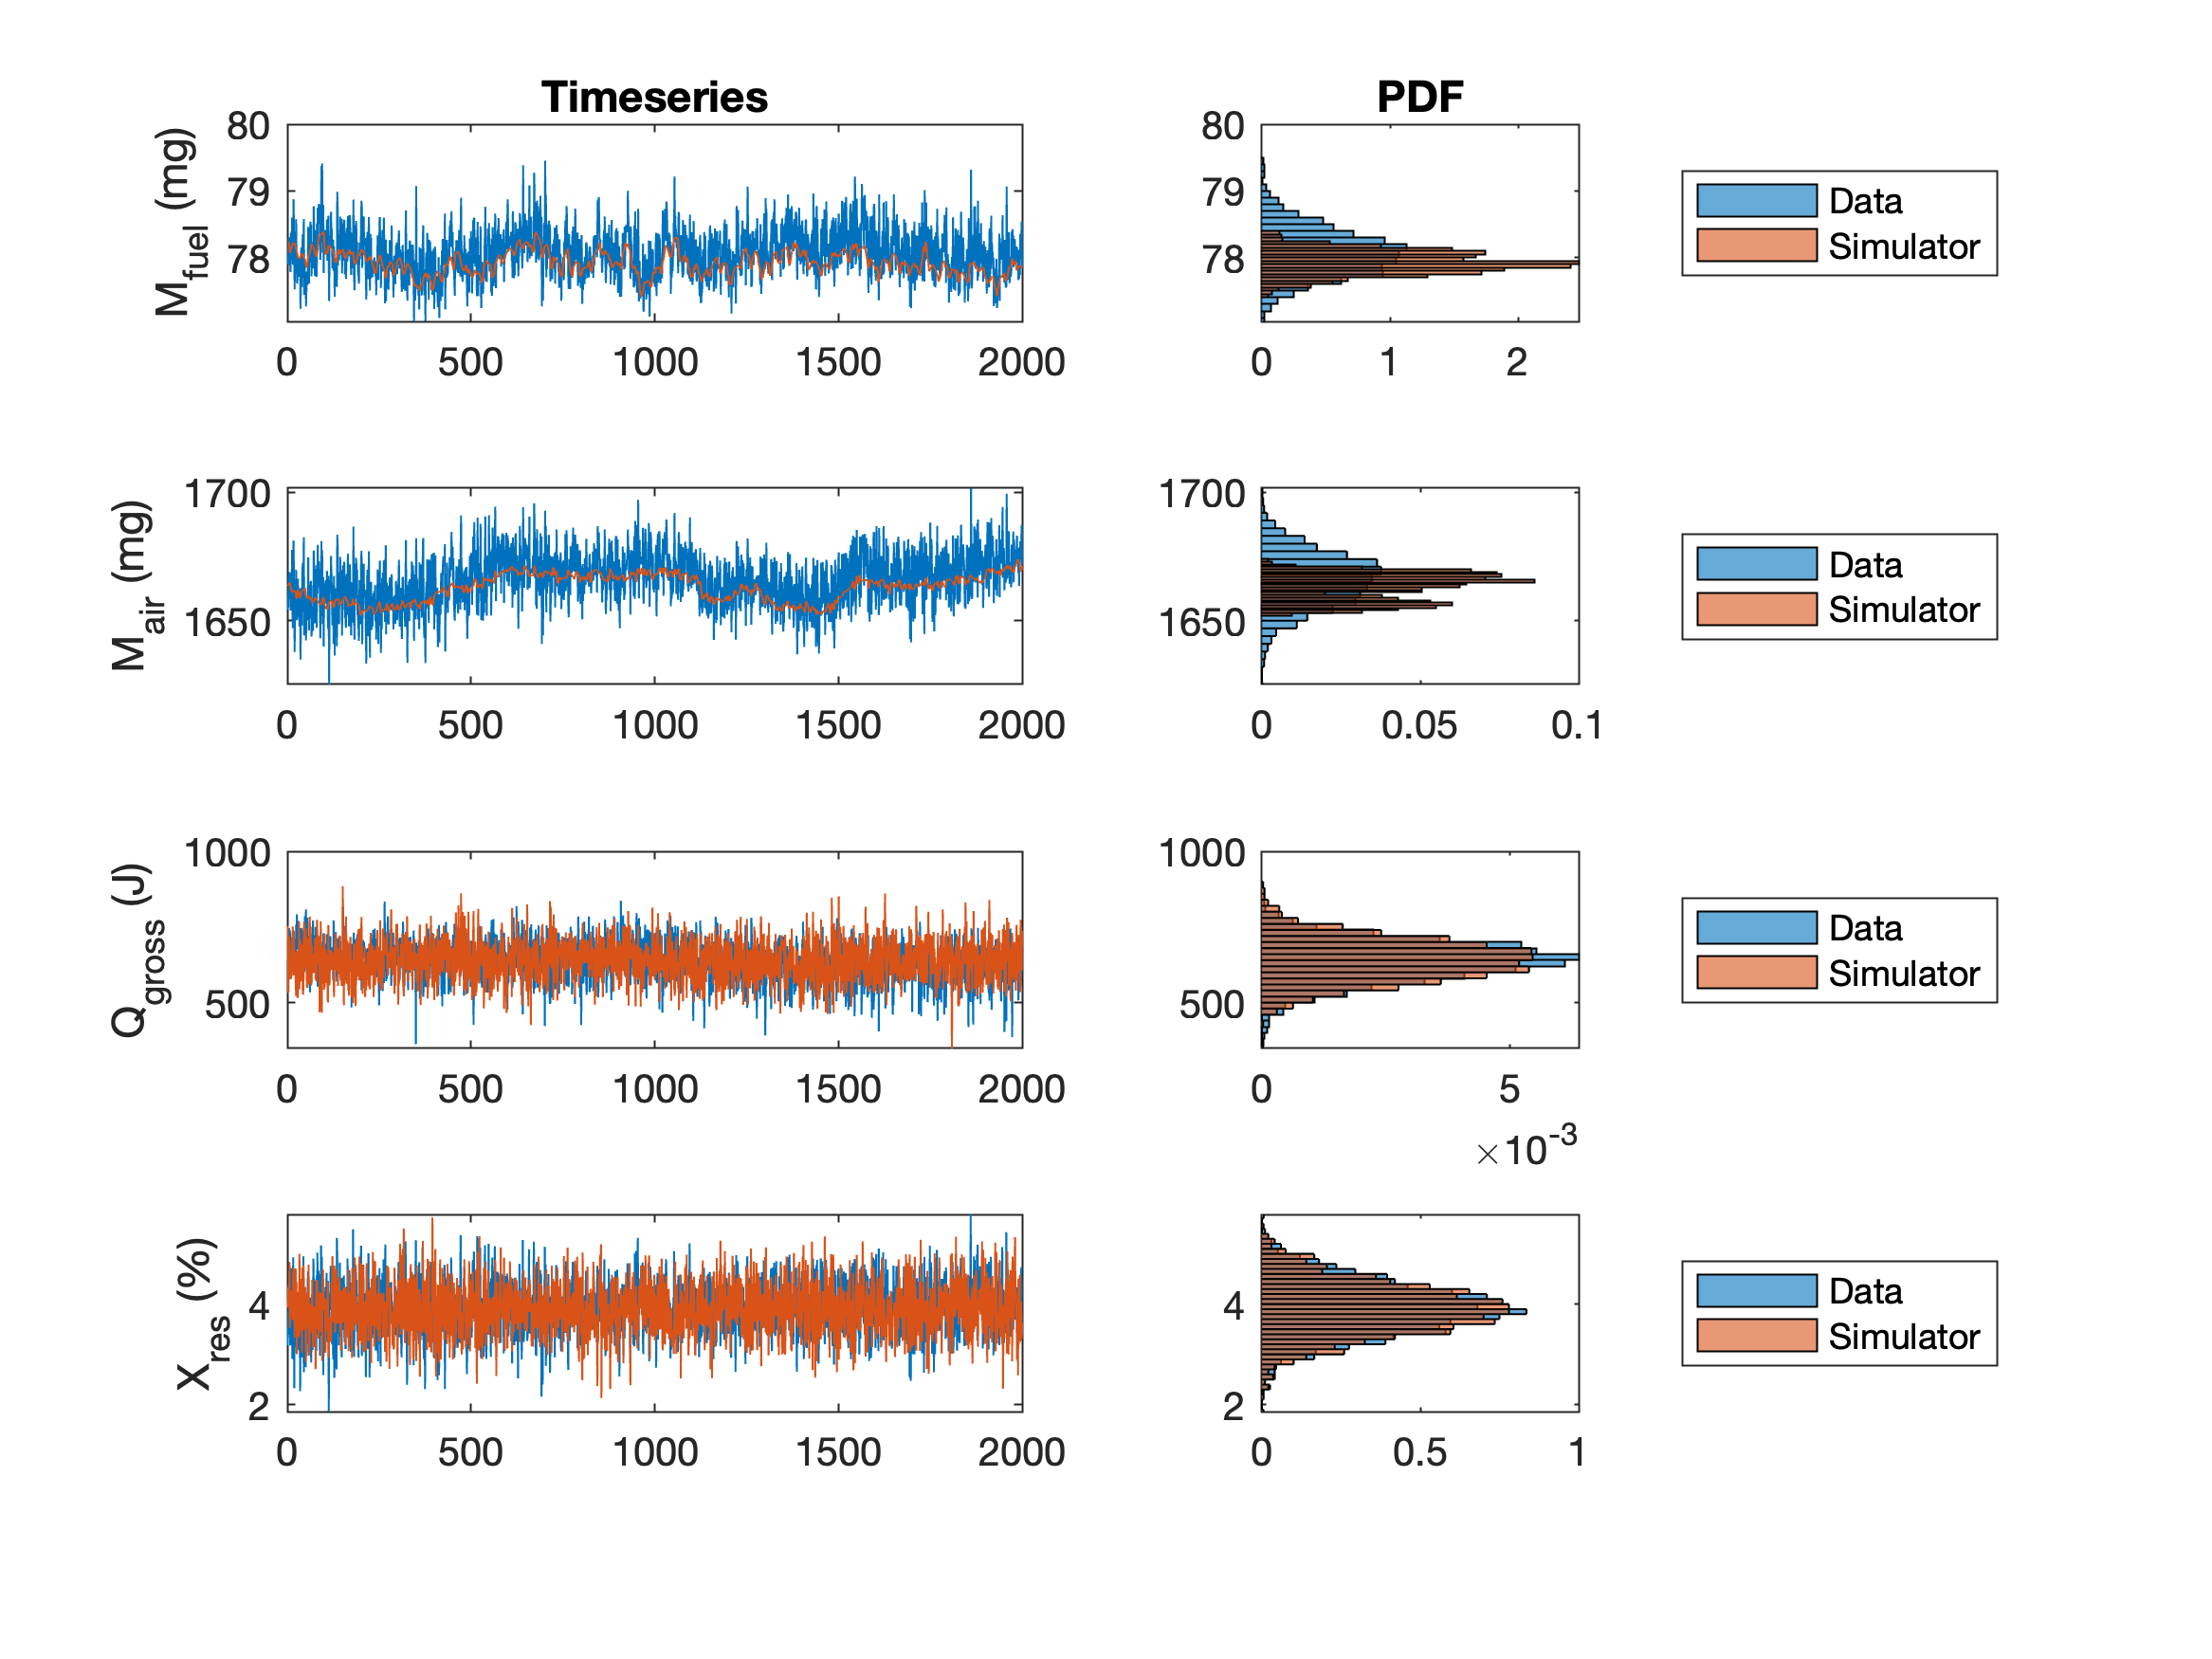 Timeseries
PDF
M_fuel (mg)
80
79
78
0 500 1000 1500 2000
80
79
78
0 1 2
Data
Simulator
M_air (mg)
1700
1650
0 500 1000 1500 2000
1700
1650
0 0.05 0.1
Data
Simulator
Q_gross (J)
1000
500
0 500 1000 1500 2000
1000
500
0 5
×10^-3
Data
Simulator
X_res (%)
4
2
0 500 1000 1500 2000
4
2
0 0.5 1
Data
Simulator